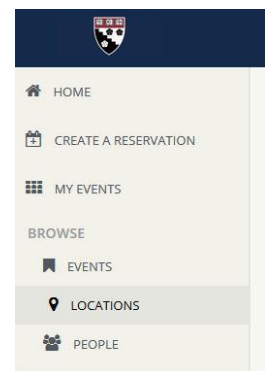 HOME
CREATE A RESERVATION
MY EVENTS
BROWSE
EVENTS
LOCATIONS
PEOPLE